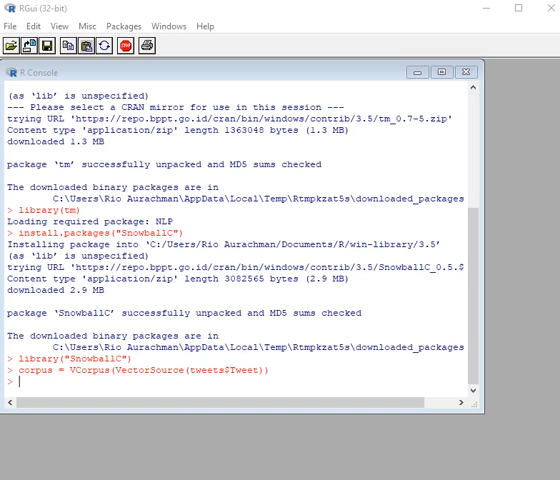 RGui (32-bit)
File Edit View Misc Packages Windows Help
STOP
R Console
(as ‘lib’ is unspecified)
--- Please select a CRAN mirror for use in this session ---
trying URL 'https://repo.bppt.go.id/cran/bin/windows/contrib/3.5/tm_0.7-5.zip'
Content type 'application/zip' length 1363048 bytes (1.3 MB)
downloaded 1.3 MB
package ‘tm’ successfully unpacked and MD5 sums checked
The downloaded binary packages are in
C:\Users\Rio Aurachman\AppData\Local\Temp\Rtmpkzat5s\downloaded_packages
> library(tm)
Loading required package: NLP
> install.packages("SnowballC")
Installing package into ‘C:/Users/Rio Aurachman/Documents/R/win-library/3.5’
(as ‘lib’ is unspecified)
trying URL 'https://repo.bppt.go.id/cran/bin/windows/contrib/3.5/SnowballC_0.5.$
Content type 'application/zip' length 3082565 bytes (2.9 MB)
downloaded 2.9 MB
package ‘SnowballC’ successfully unpacked and MD5 sums checked
The downloaded binary packages are in
C:\Users\Rio Aurachman\AppData\Local\Temp\Rtmpkzat5s\downloaded_packages
> library("SnowballC")
> corpus = VCorpus(VectorSource(tweets$Tweet))
>